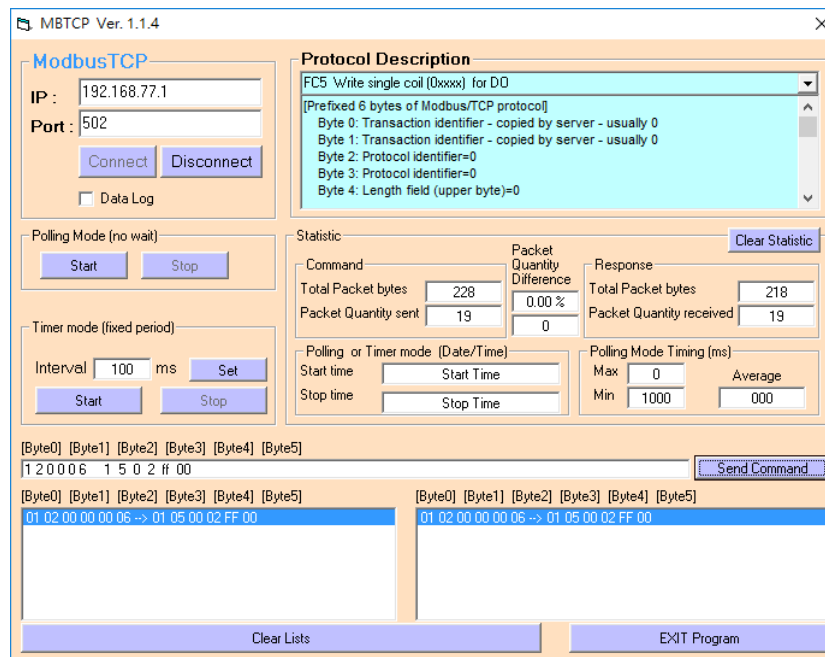 MBTCP Ver. 1.1.4
ModbusTCP
IP : 192.168.77.1
Port : 502
Connect Disconnect
Data Log
Protocol Description
FC5 Write single coil (0xxxx) for DO
[Prefixed 6 bytes of Modbus/TCP protocol]
Byte 0: Transaction identifier - copied by server - usually 0
Byte 1: Transaction identifier - copied by server - usually 0
Byte 2: Protocol identifier=0
Byte 3: Protocol identifier=0
Byte 4: Length field (upper byte)=0
Polling Mode (no wait)
Start Stop
Timer mode (fixed period)
Interval 100 ms Set
Start Stop
Statistic
Clear Statistic
Command
Total Packet bytes 228
Packet Quantity sent 19
Packet
Quantity
Difference
0.00 %
0
Response
Total Packet bytes 218
Packet Quantity received 19
Polling or Timer mode (Date/Time)
Start time Start Time
Stop time Stop Time
Polling Mode Timing (ms)
Max 0 Average
Min 1000 000
[Byte0] [Byte1] [Byte2] [Byte3] [Byte4] [Byte5]
1 2 0 0 0 6 1 5 0 2 ff 00 Send Command
[Byte0] [Byte1] [Byte2] [Byte3] [Byte4] [Byte5]
01 02 00 00 00 06 --> 01 05 00 02 FF 00
[Byte0] [Byte1] [Byte2] [Byte3] [Byte4] [Byte5]
01 02 00 00 00 06 --> 01 05 00 02 FF 00
Clear Lists EXIT Program